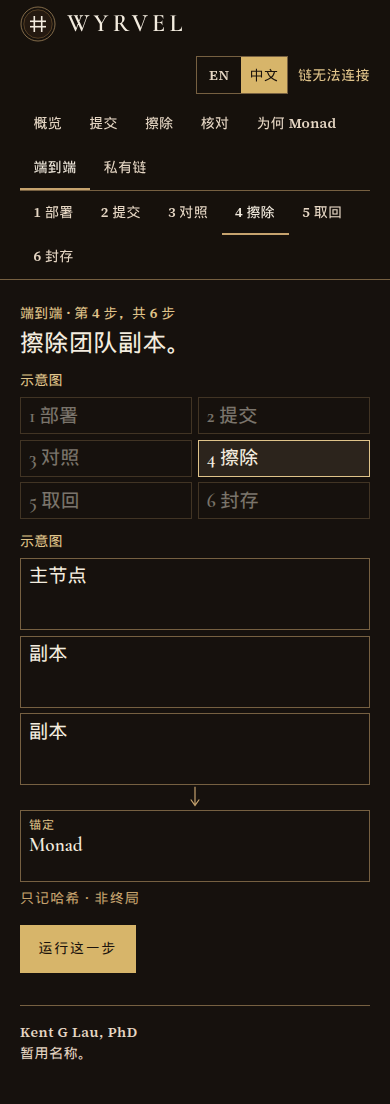 WYRVEL
EN 中文 链无法连接
概览 提交 擦除 核对 为何 Monad
端到端 私有链
1 部署 2 提交 3 对照 4 擦除 5 取回
6 封存
端到端 · 第 4 步，共 6 步
擦除团队副本。
示意图
1 部署 2 提交
3 对照 4 擦除
5 取回 6 封存
示意图
主节点
副本
副本
锚定
Monad
只记哈希 · 非终局
运行这一步
Kent G Lau, PhD
暂用名称。